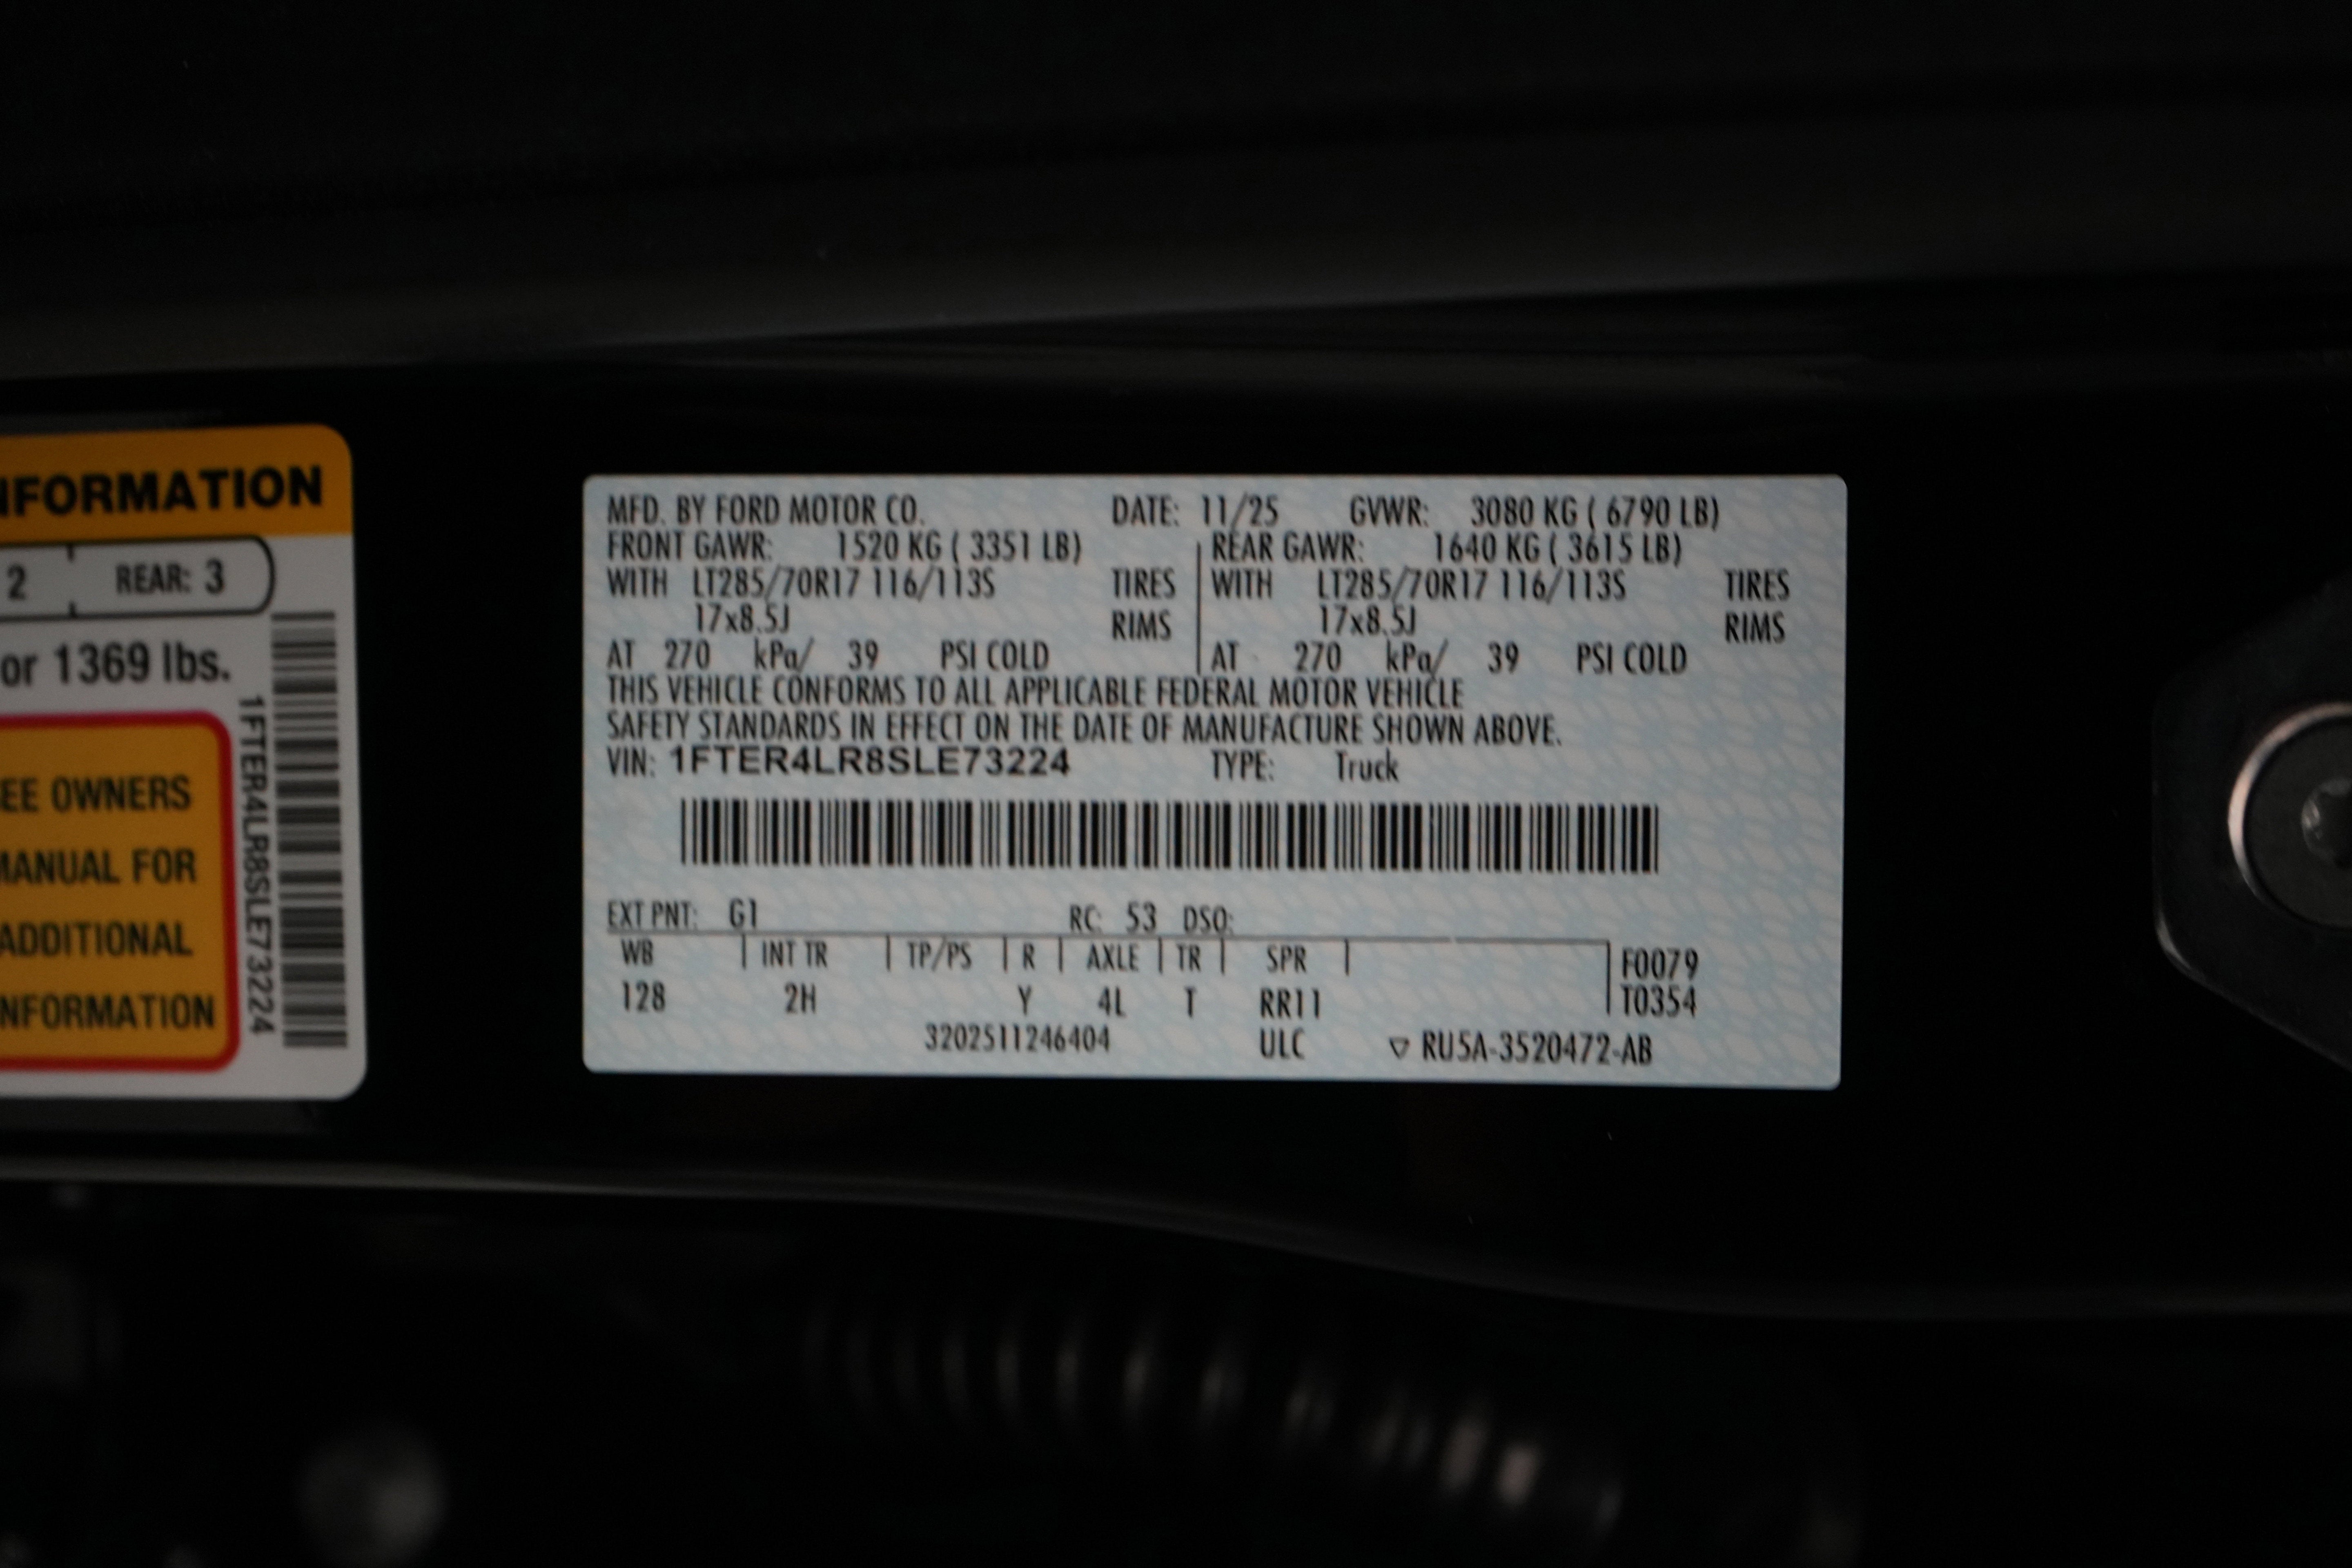 NFORMATION
2 REAR: 3
or 1369 lbs.
EE OWNERS
MANUAL FOR
ADDITIONAL
NFORMATION
1FTER4LR8SLE73224
MFD. BY FORD MOTOR CO. DATE: 11/25 GVWR: 3080 KG ( 6790 LB)
FRONT GAWR: 1520 KG ( 3351 LB) REAR GAWR: 1640 KG ( 3615 LB)
WITH LT285/70R17 116/113S TIRES WITH LT285/70R17 116/113S TIRES
17x8.5J RIMS 17x8.5J RIMS
AT 270 kPa/ 39 PSI COLD AT 270 kPa/ 39 PSI COLD
THIS VEHICLE CONFORMS TO ALL APPLICABLE FEDERAL MOTOR VEHICLE
SAFETY STANDARDS IN EFFECT ON THE DATE OF MANUFACTURE SHOWN ABOVE.
VIN: 1FTER4LR8SLE73224 TYPE: Truck
EXT PNT: G1 RC: 53 DSO:
WB INT TR TP/PS R AXLE TR SPR F0079
128 2H Y 4L T RR11 T0354
3202511246404 ULC ▽ RU5A-3520472-AB